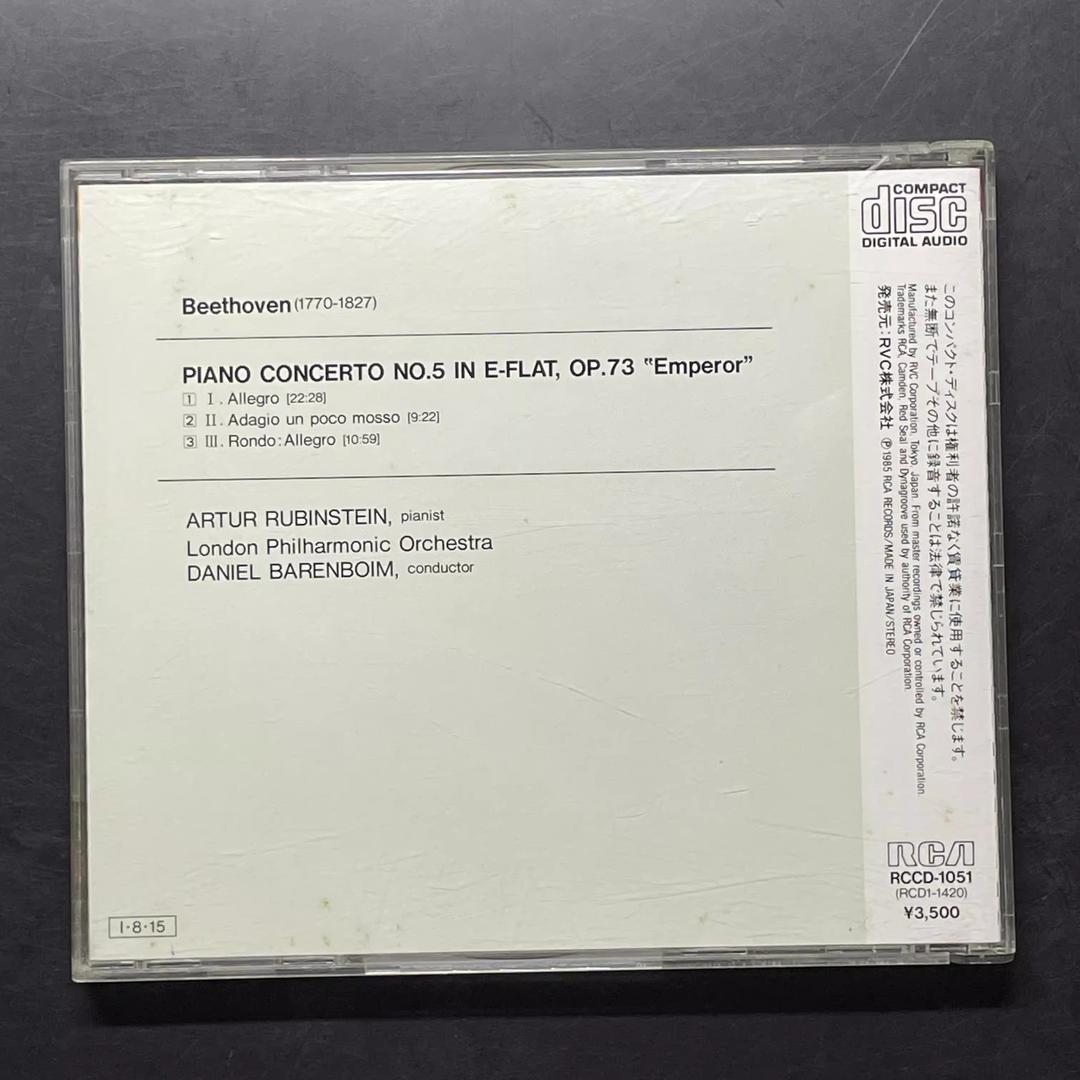 Beethoven (1770-1827)
PIANO CONCERTO NO.5 IN E-FLAT, OP.73 "Emperor"
1 I. Allegro [22:28]
2 II. Adagio un poco mosso [9:22]
3 III. Rondo: Allegro [10:59]
ARTUR RUBINSTEIN, pianist
London Philharmonic Orchestra
DANIEL BARENBOIM, conductor
I・8・15
COMPACT
disc
DIGITAL AUDIO
このコンパクト・ディスクは権利者の許諾なく賃貸業に使用することを禁じます。
また無断でテープその他に録音することは法律で禁じられています。
Manufactured by RVC Corporation, Tokyo, Japan. From master recordings owned or controlled by RCA Corporation.
Trademarks RCA, Camden, Red Seal and Dynagroove used by authority of RCA Corporation.
発売元:RVC株式会社 ℗1985 RCA RECORDS/MADE IN JAPAN/STEREO
RCA
RCCD-1051
(RCD1-1420)
¥3,500